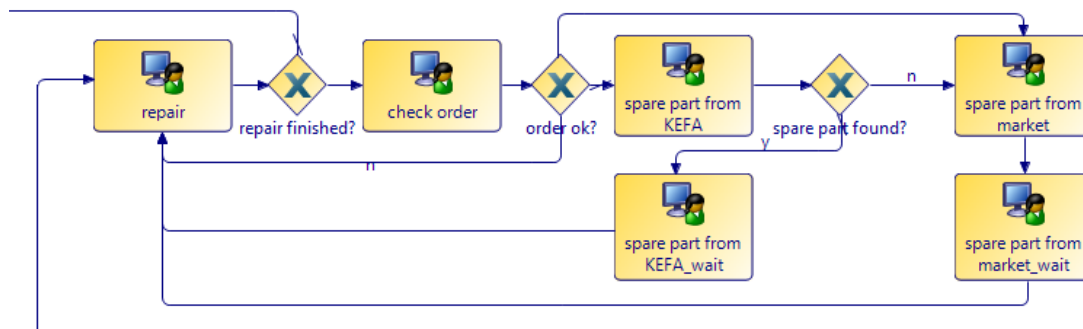 repair
repair finished?
check order
order ok?
spare part from
KEFA
spare part found?
n
spare part from
market
n
y
spare part from
KEFA_wait
spare part from
market_wait